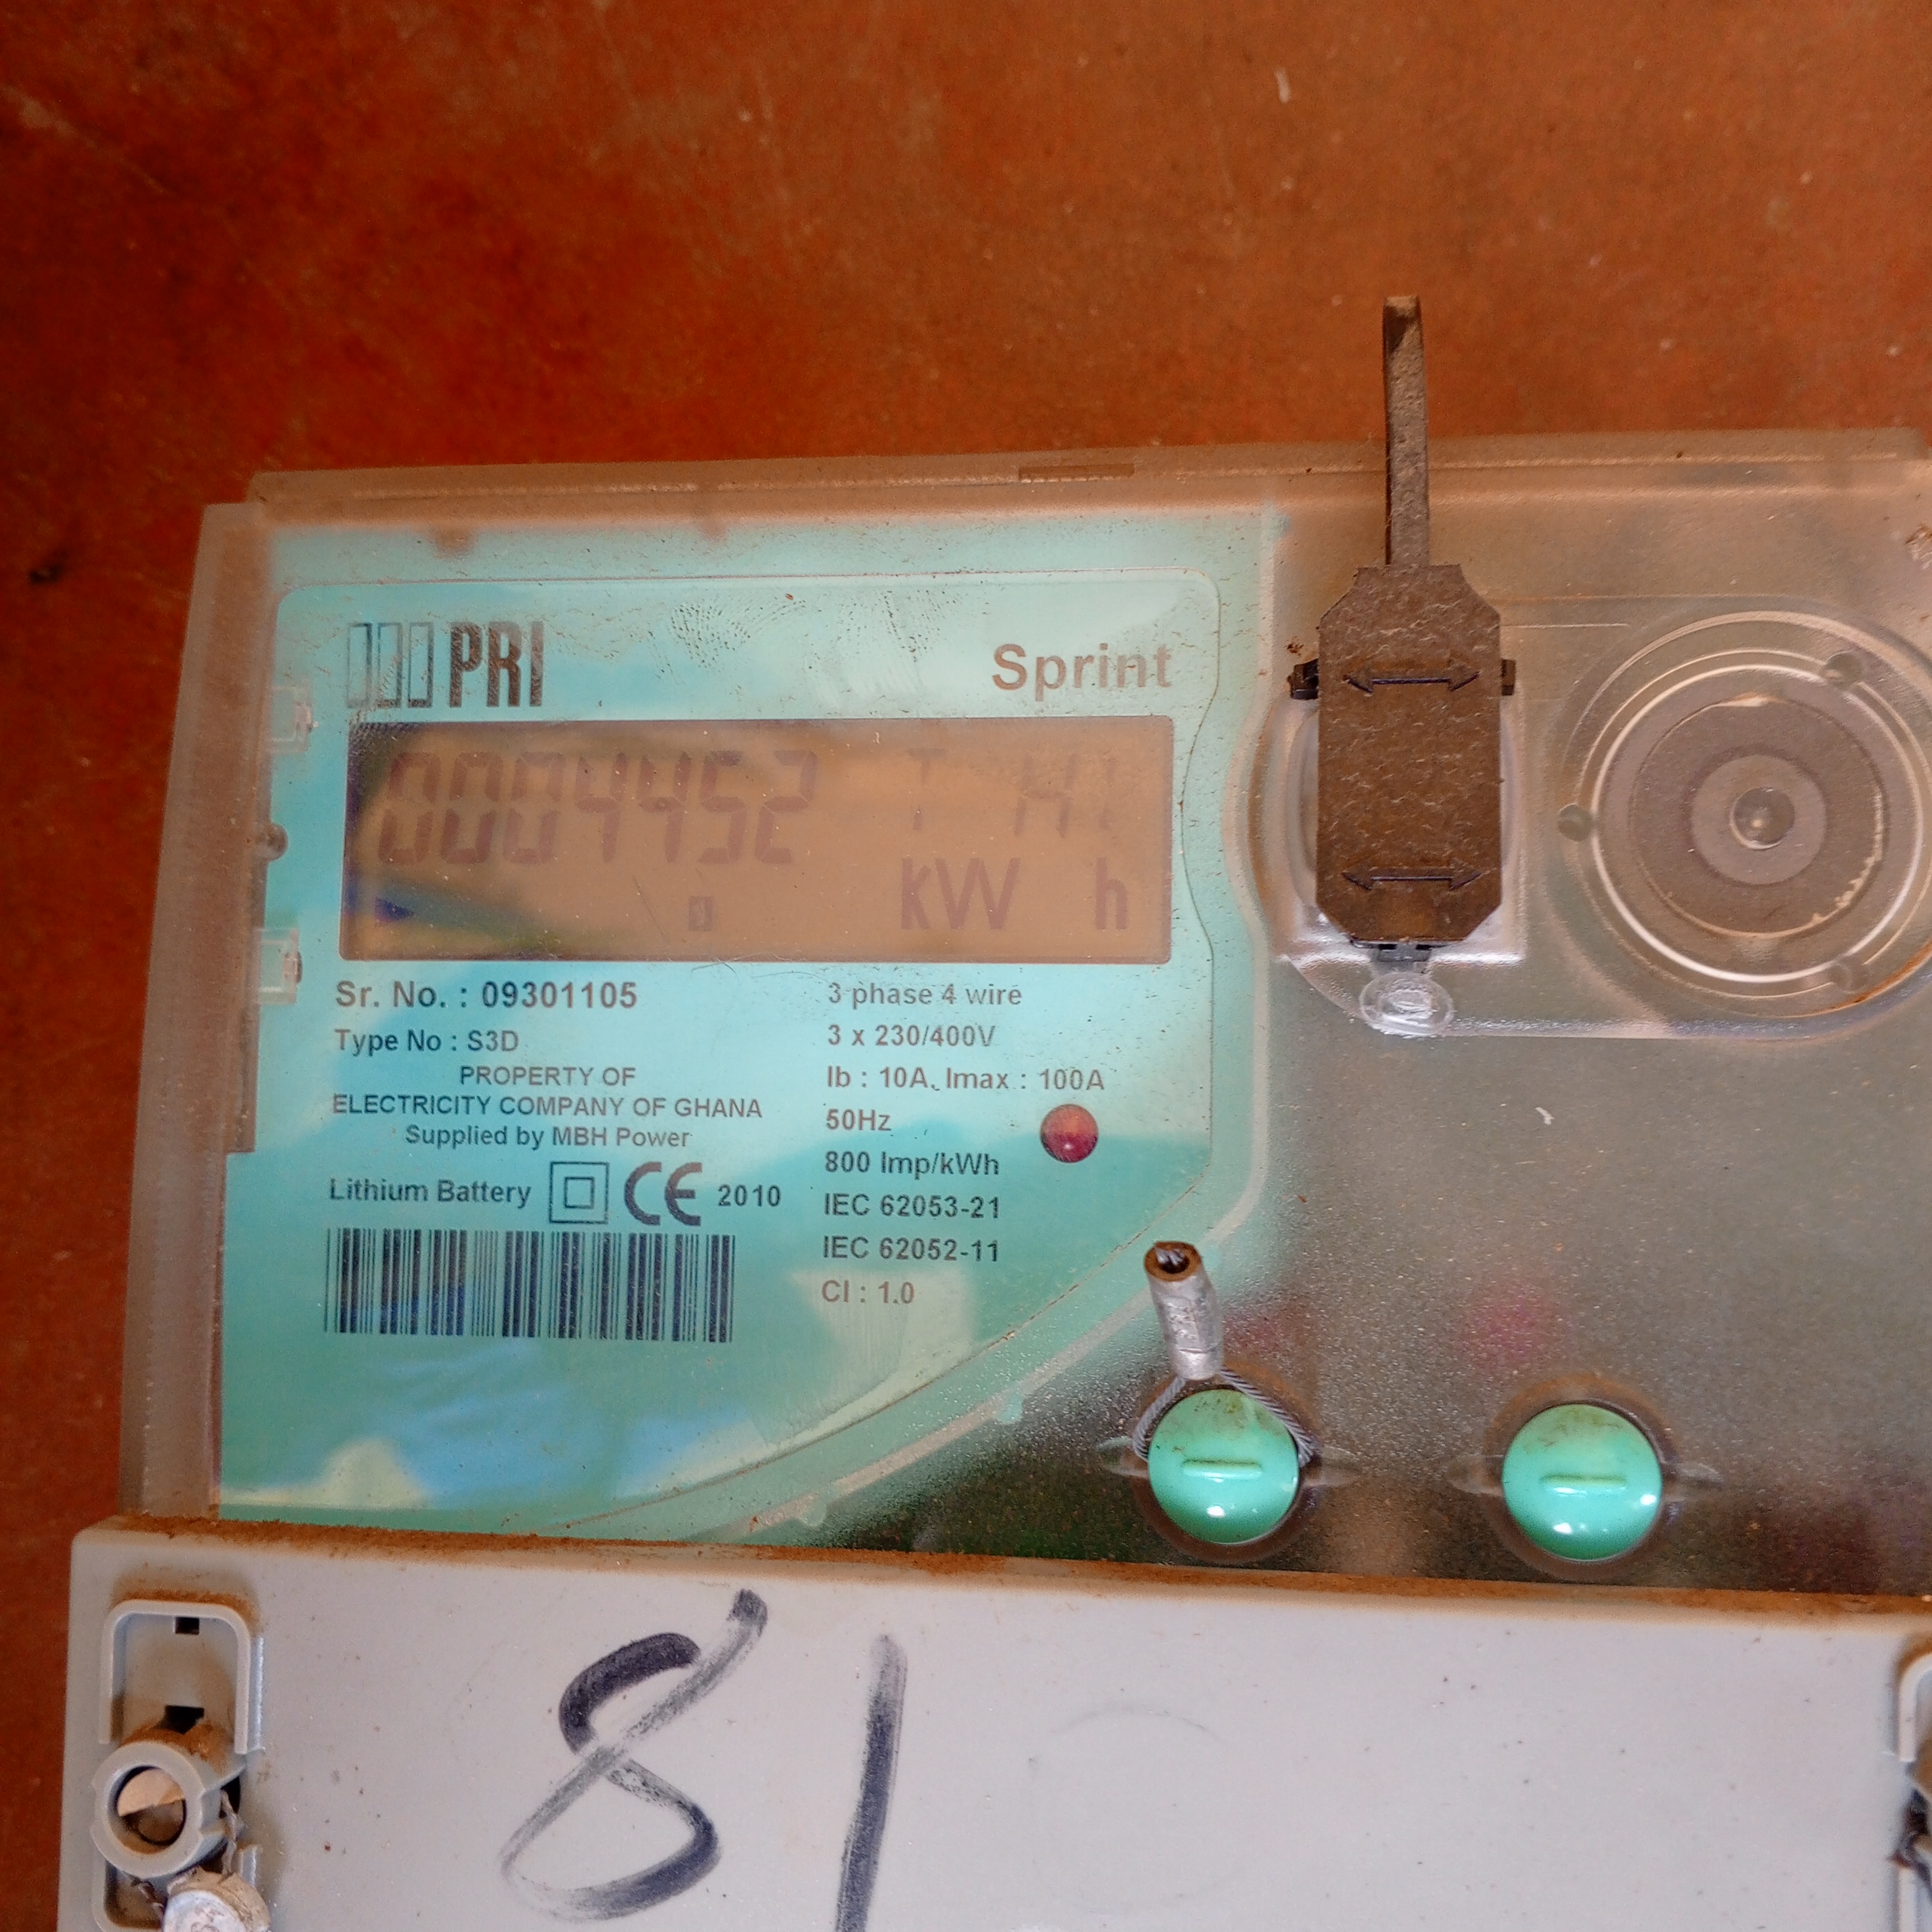 PRI
Sprint
0004452
kW h
Sr. No. : 09301105
Type No : S3D
PROPERTY OF
ELECTRICITY COMPANY OF GHANA
Supplied by MBH Power
Lithium Battery CE 2010
3 phase 4 wire
3 x 230/400V
Ib : 10A, Imax : 100A
50Hz
800 Imp/kWh
IEC 62053-21
IEC 62052-11
Cl : 1.0
81